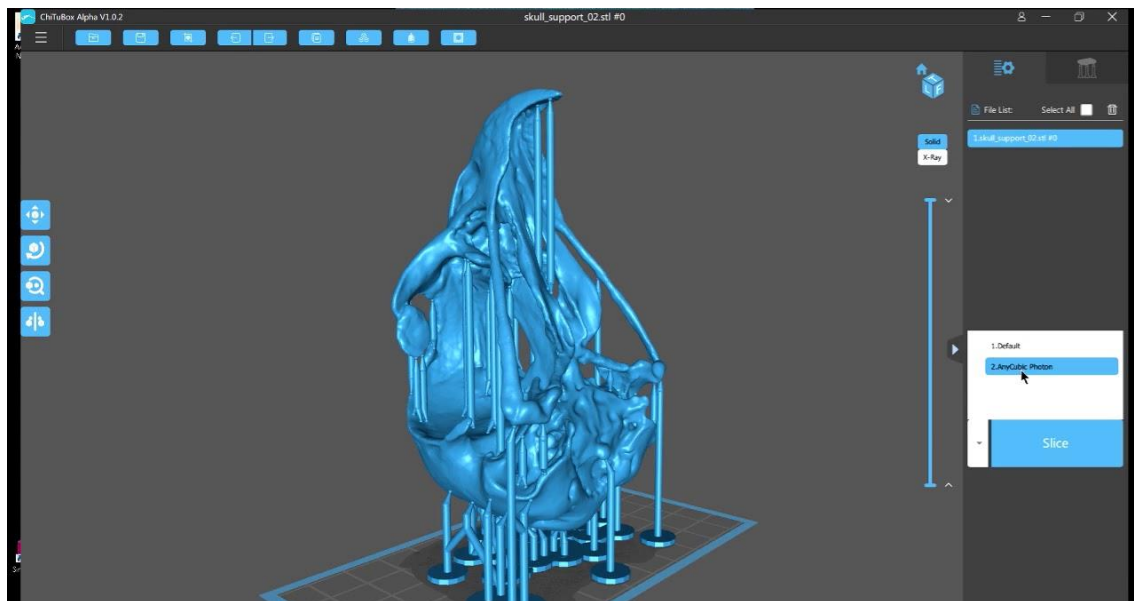 ChiTuBox Alpha V1.0.2
skull_support_02.stl #0
File List:
Select All
1.skull_support_02.stl #0
T
L F
Solid
X-Ray
1.Default
2.AnyCubic Photon
Slice